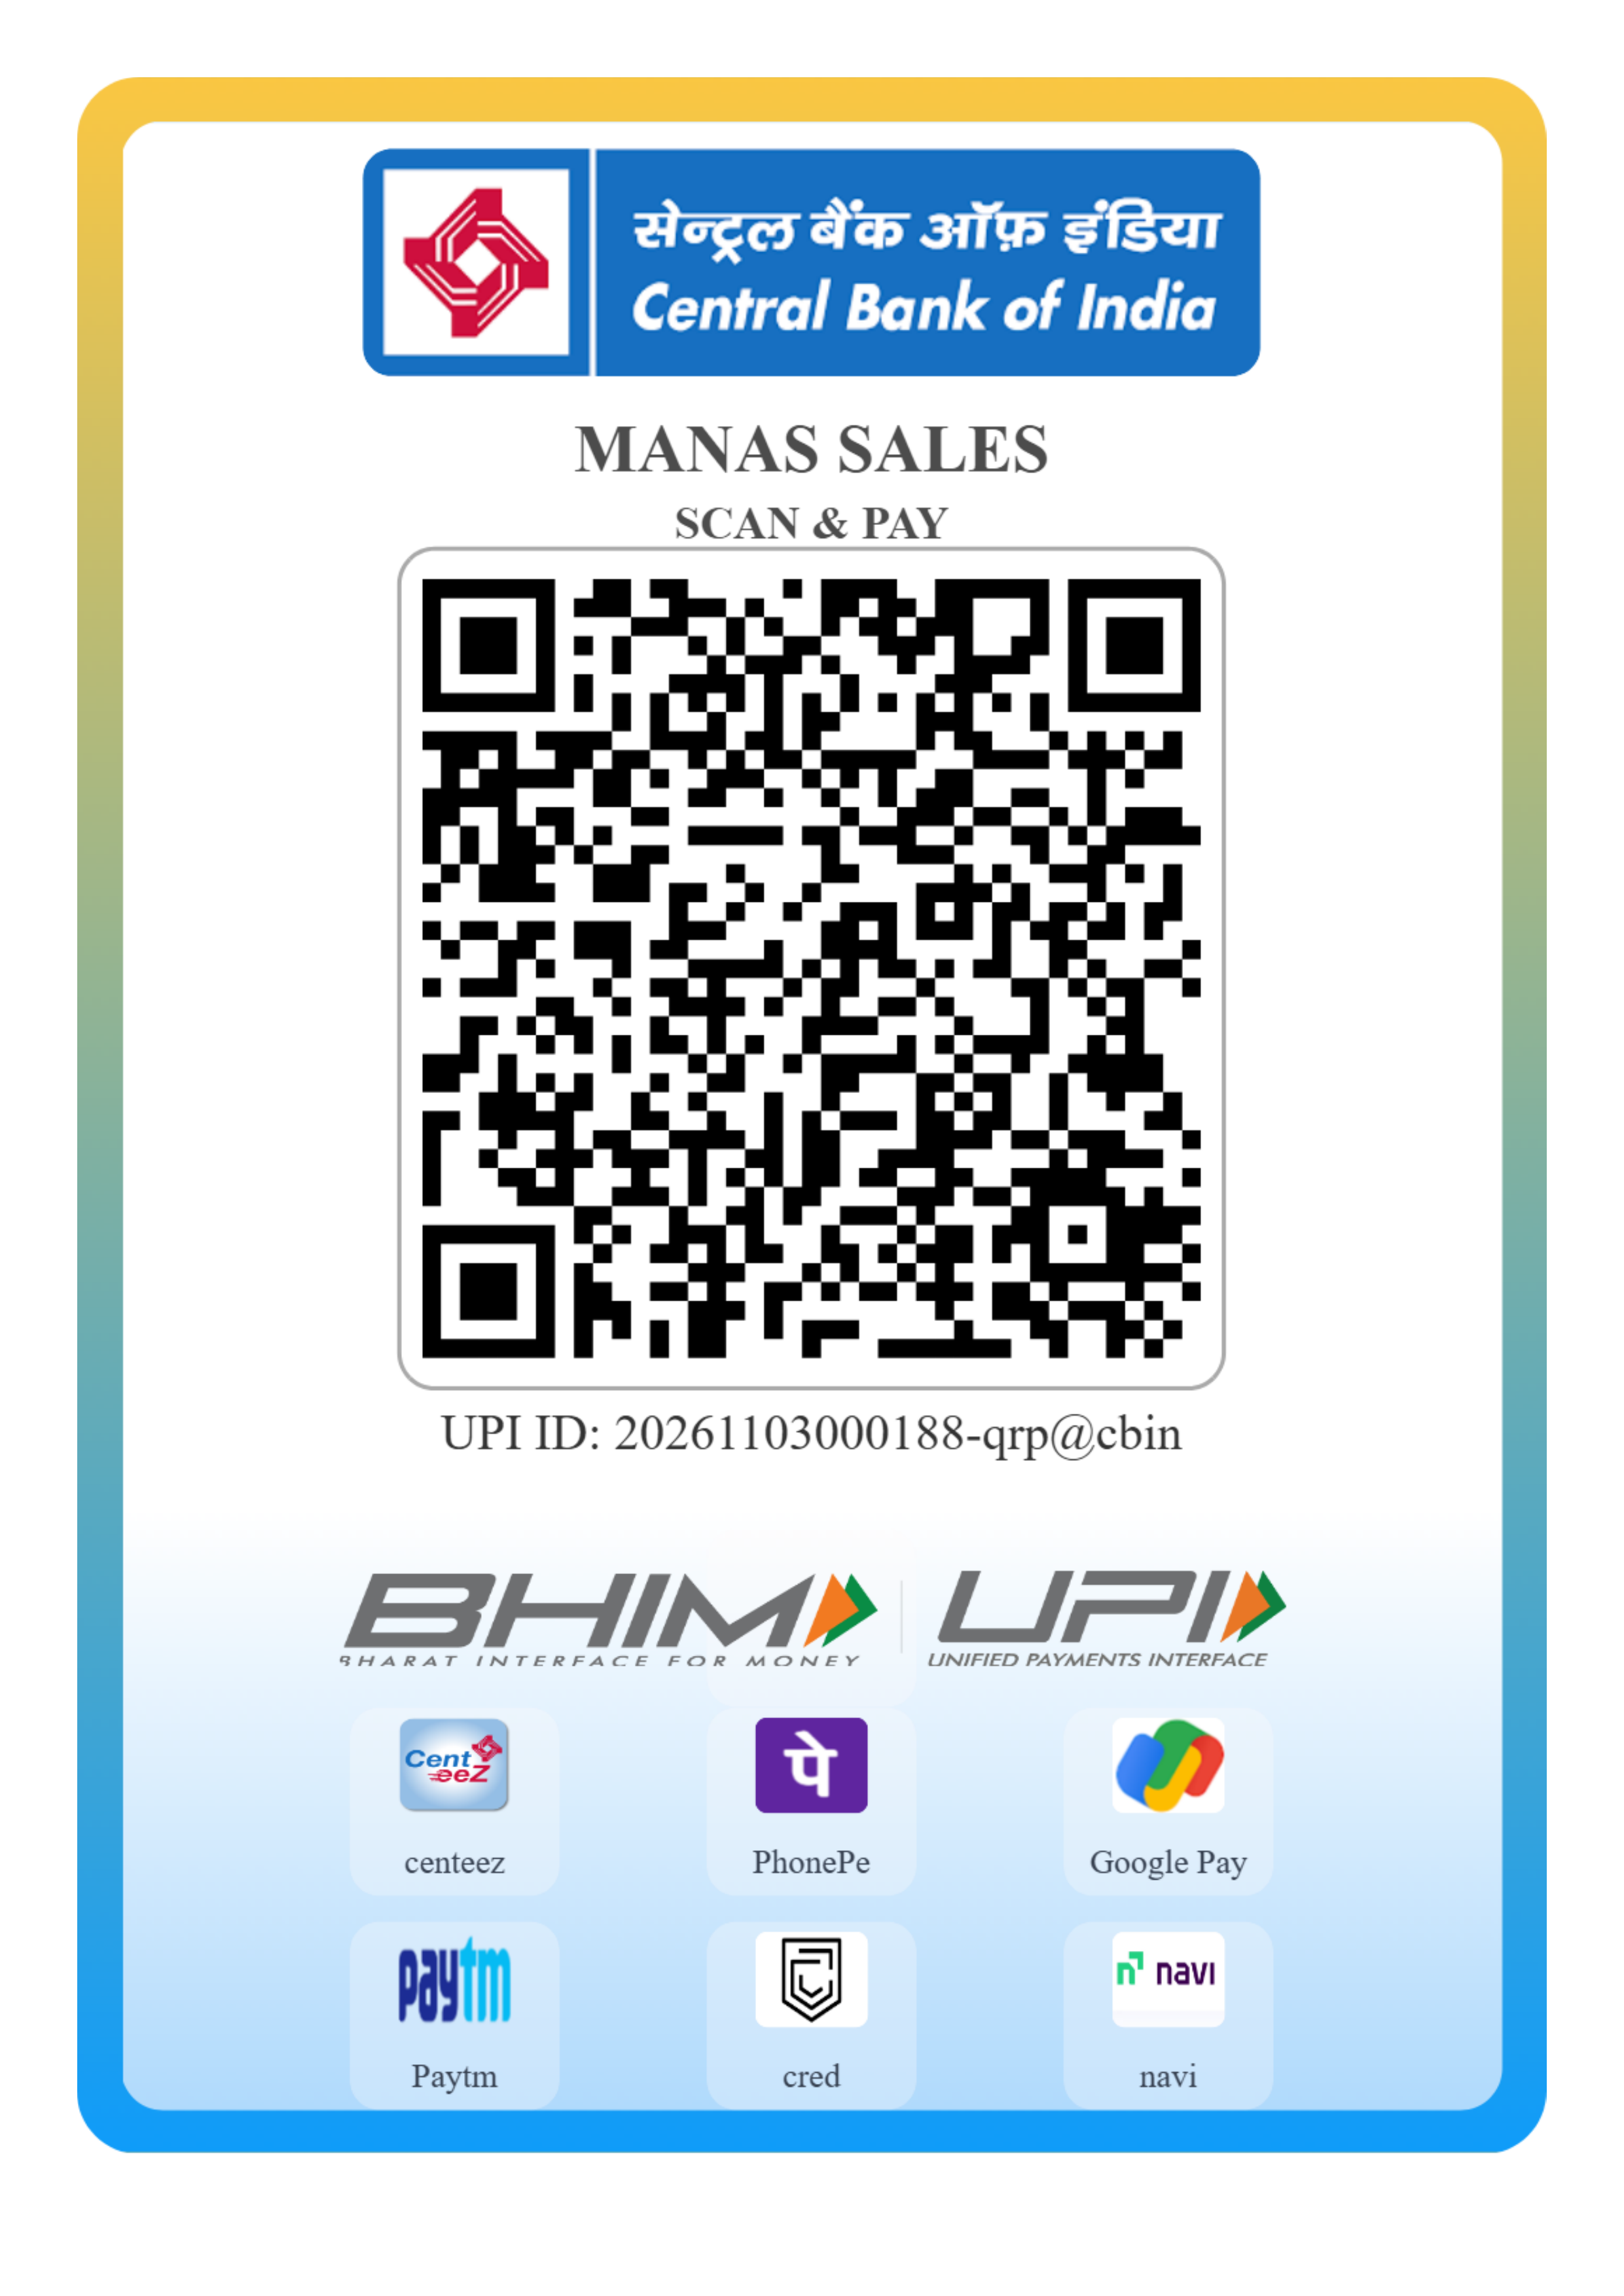 सेन्ट्रल बैंक ऑफ़ इंडिया
Central Bank of India
MANAS SALES
SCAN & PAY
UPI ID: 20261103000188-qrp@cbin
BHIM UPI
BHARAT INTERFACE FOR MONEY UNIFIED PAYMENTS INTERFACE
Cent
eeZ
पे
centeez PhonePe Google Pay
paytm navi
Paytm cred navi